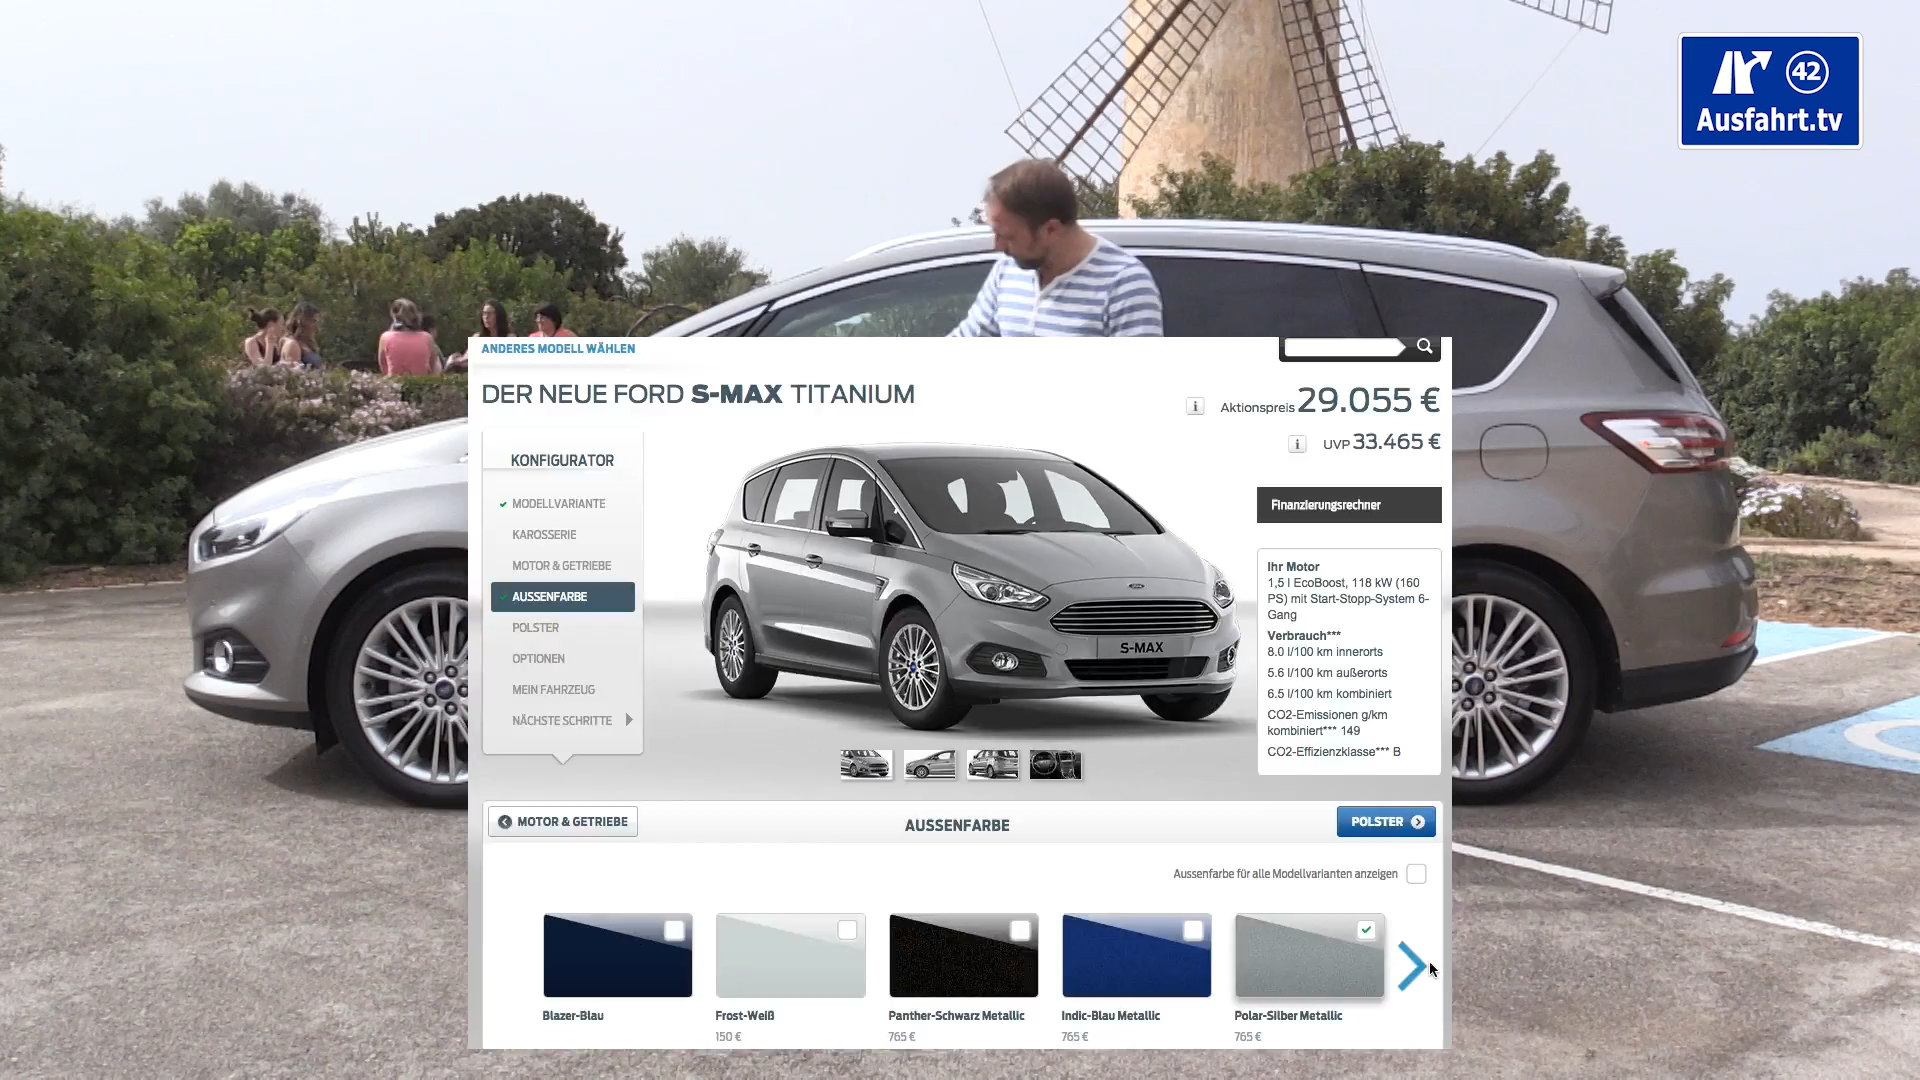 42
Ausfahrt.tv
ANDERES MODELL WÄHLEN
DER NEUE FORD S-MAX TITANIUM
i Aktionspreis 29.055 €
i UVP 33.465 €
KONFIGURATOR
MODELLVARIANTE
KAROSSERIE
MOTOR & GETRIEBE
AUSSENFARBE
POLSTER
OPTIONEN
MEIN FAHRZEUG
NÄCHSTE SCHRITTE
S-MAX
Finanzierungsrechner
Ihr Motor
1,5 l EcoBoost, 118 kW (160
PS) mit Start-Stopp-System 6-
Gang
Verbrauch***
8.0 l/100 km innerorts
5.6 l/100 km außerorts
6.5 l/100 km kombiniert
CO2-Emissionen g/km
kombiniert*** 149
CO2-Effizienzklasse*** B
MOTOR & GETRIEBE
AUSSENFARBE
POLSTER
Aussenfarbe für alle Modellvarianten anzeigen
Blazer-Blau
Frost-Weiß
150 €
Panther-Schwarz Metallic
765 €
Indic-Blau Metallic
765 €
Polar-Silber Metallic
765 €